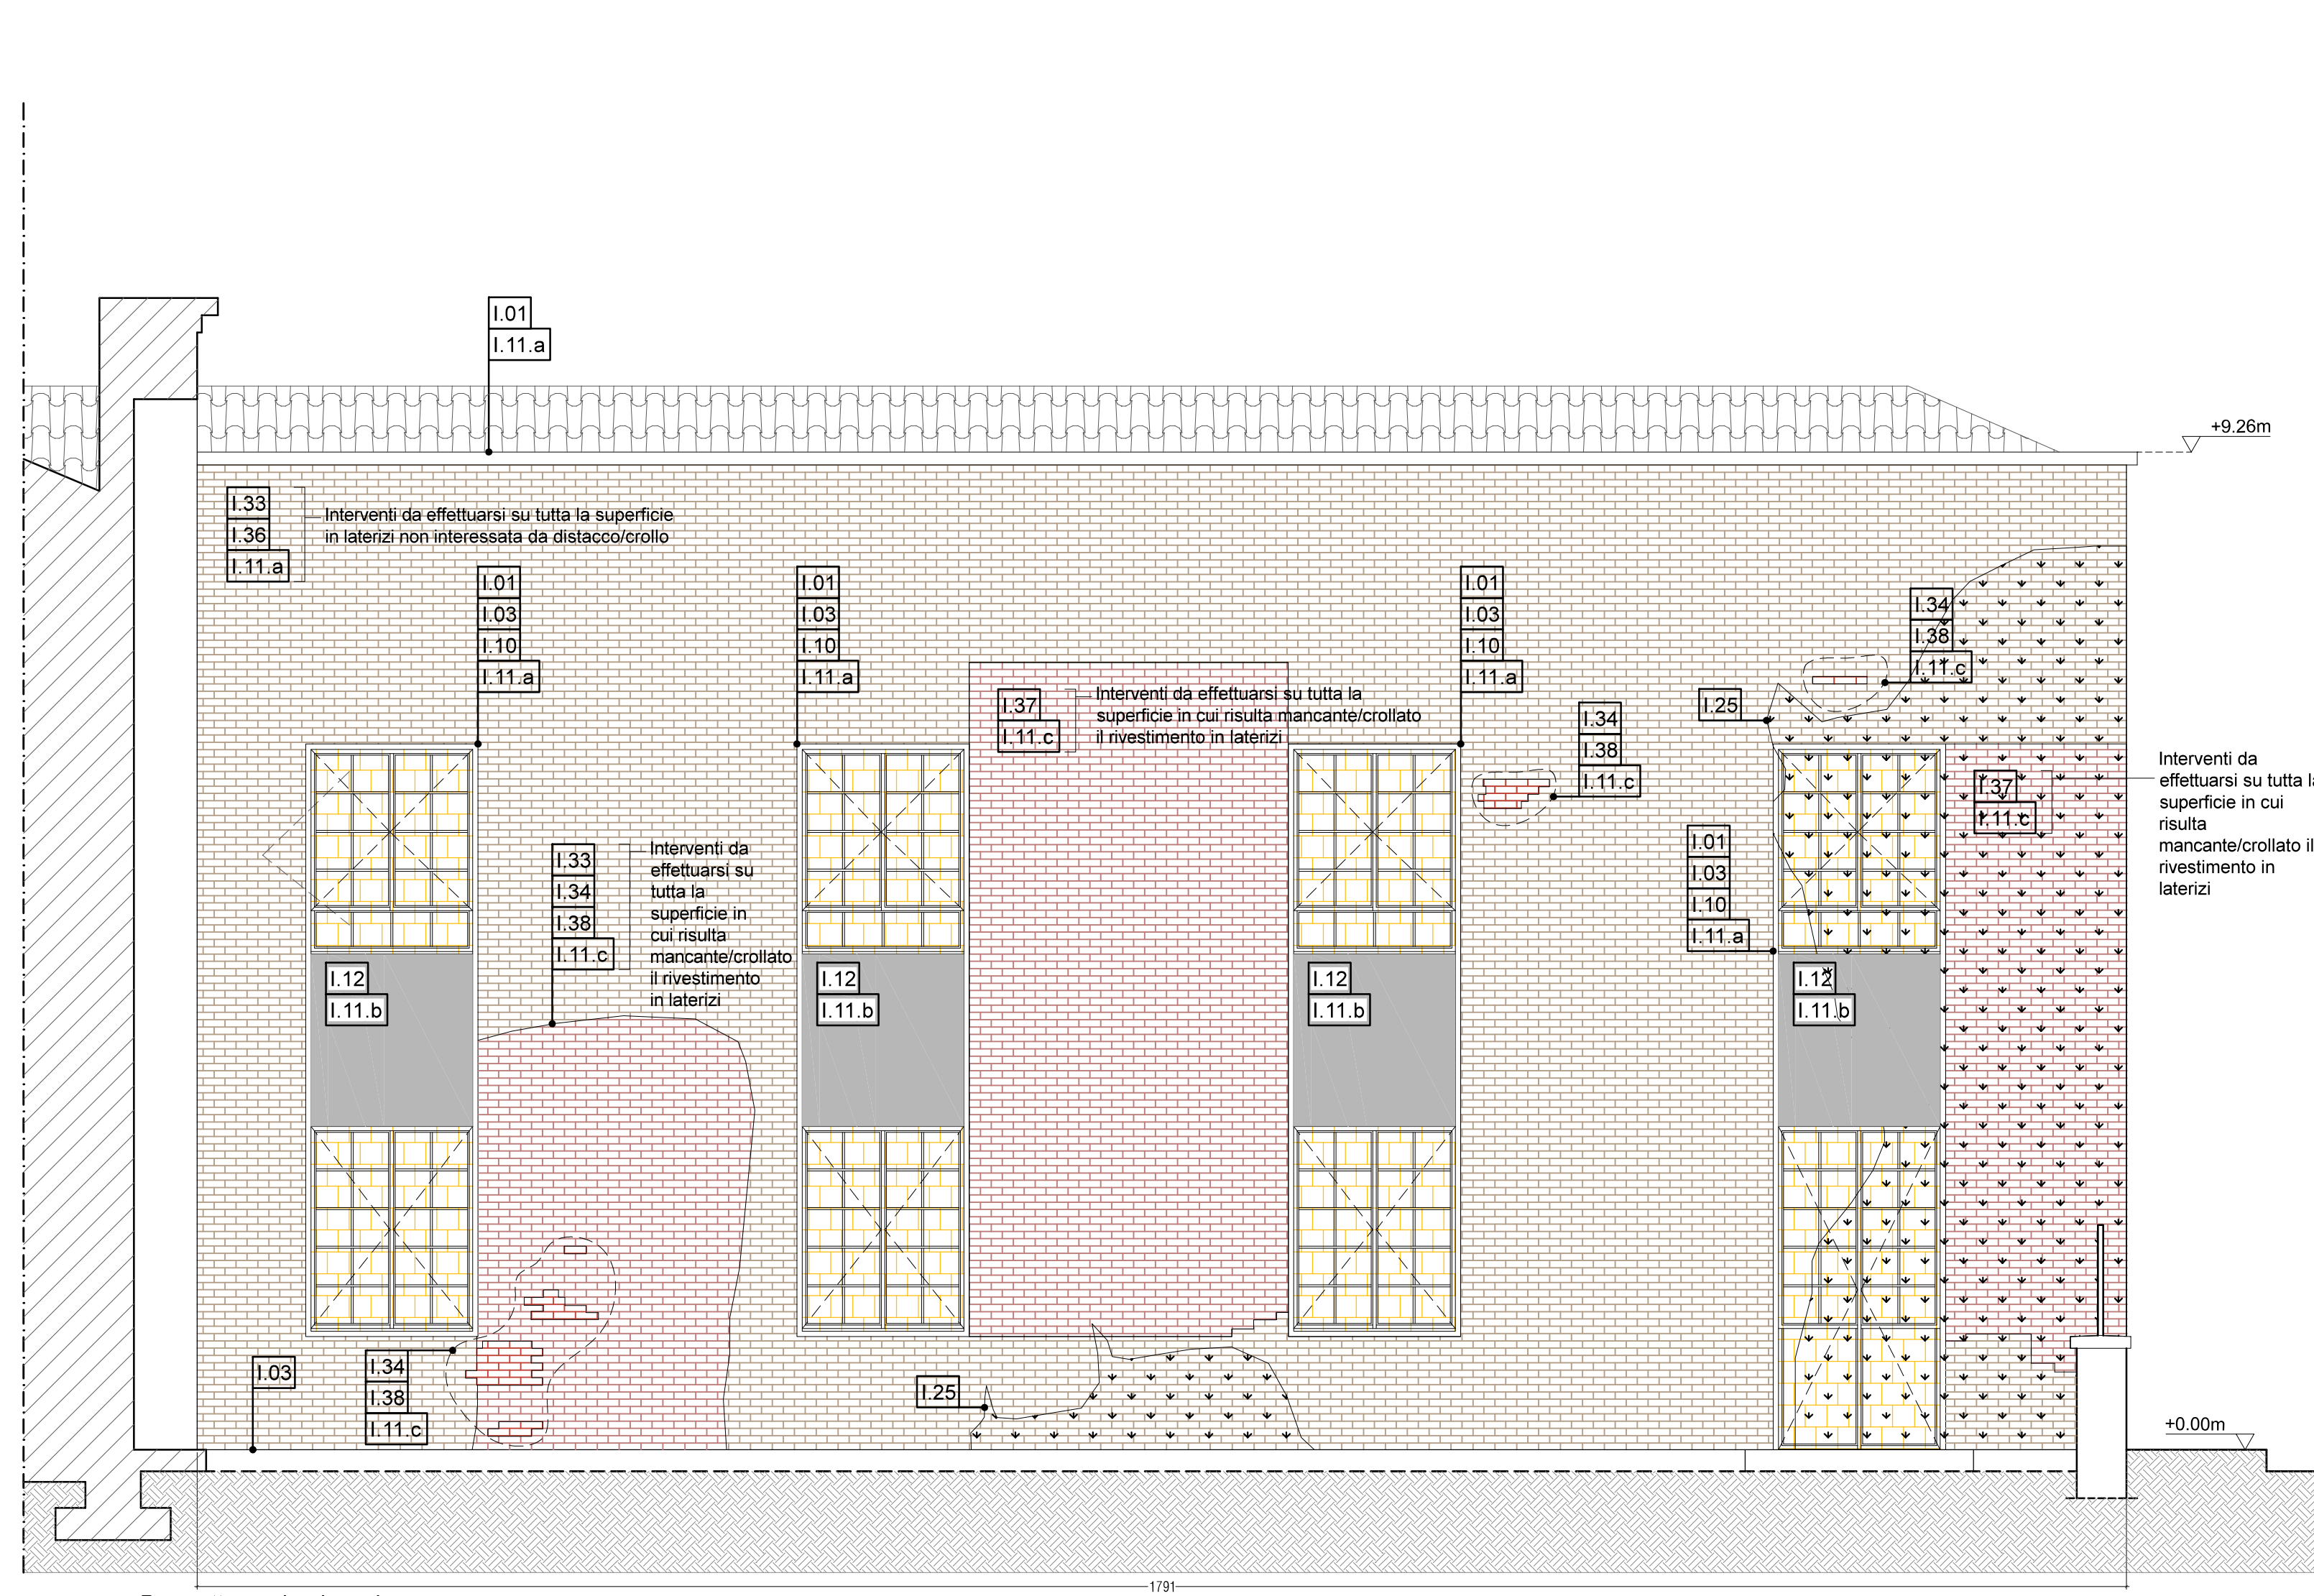 I.01
I.11.a
+9.26m
I.33
I.36
I.11.a
Interventi da effettuarsi su tutta la superficie
in laterizi non interessata da distacco/crollo
I.01
I.03
I.10
I.11.a
I.01
I.03
I.10
I.11.a
I.01
I.03
I.10
I.11.a
I.34
I.38
I.11.c
I.37
I.11.c
Interventi da effettuarsi su tutta la
superficie in cui risulta mancante/crollato
il rivestimento in laterizi
I.34
I.38
I.11.c
I.25
I.37
I.11.c
Interventi da
effettuarsi su tutta
superficie in cui
risulta
mancante/crollato il
rivestimento in
laterizi
I.33
I.34
I.38
I.11.c
Interventi da
effettuarsi su
tutta la
superficie in
cui risulta
mancante/crollato
il rivestimento
in laterizi
I.01
I.03
I.10
I.11.a
I.12
I.11.b
I.12
I.11.b
I.12
I.11.b
I.12
I.11.b
I.03
I.34
I.38
I.11.c
I.25
+0.00m
1791